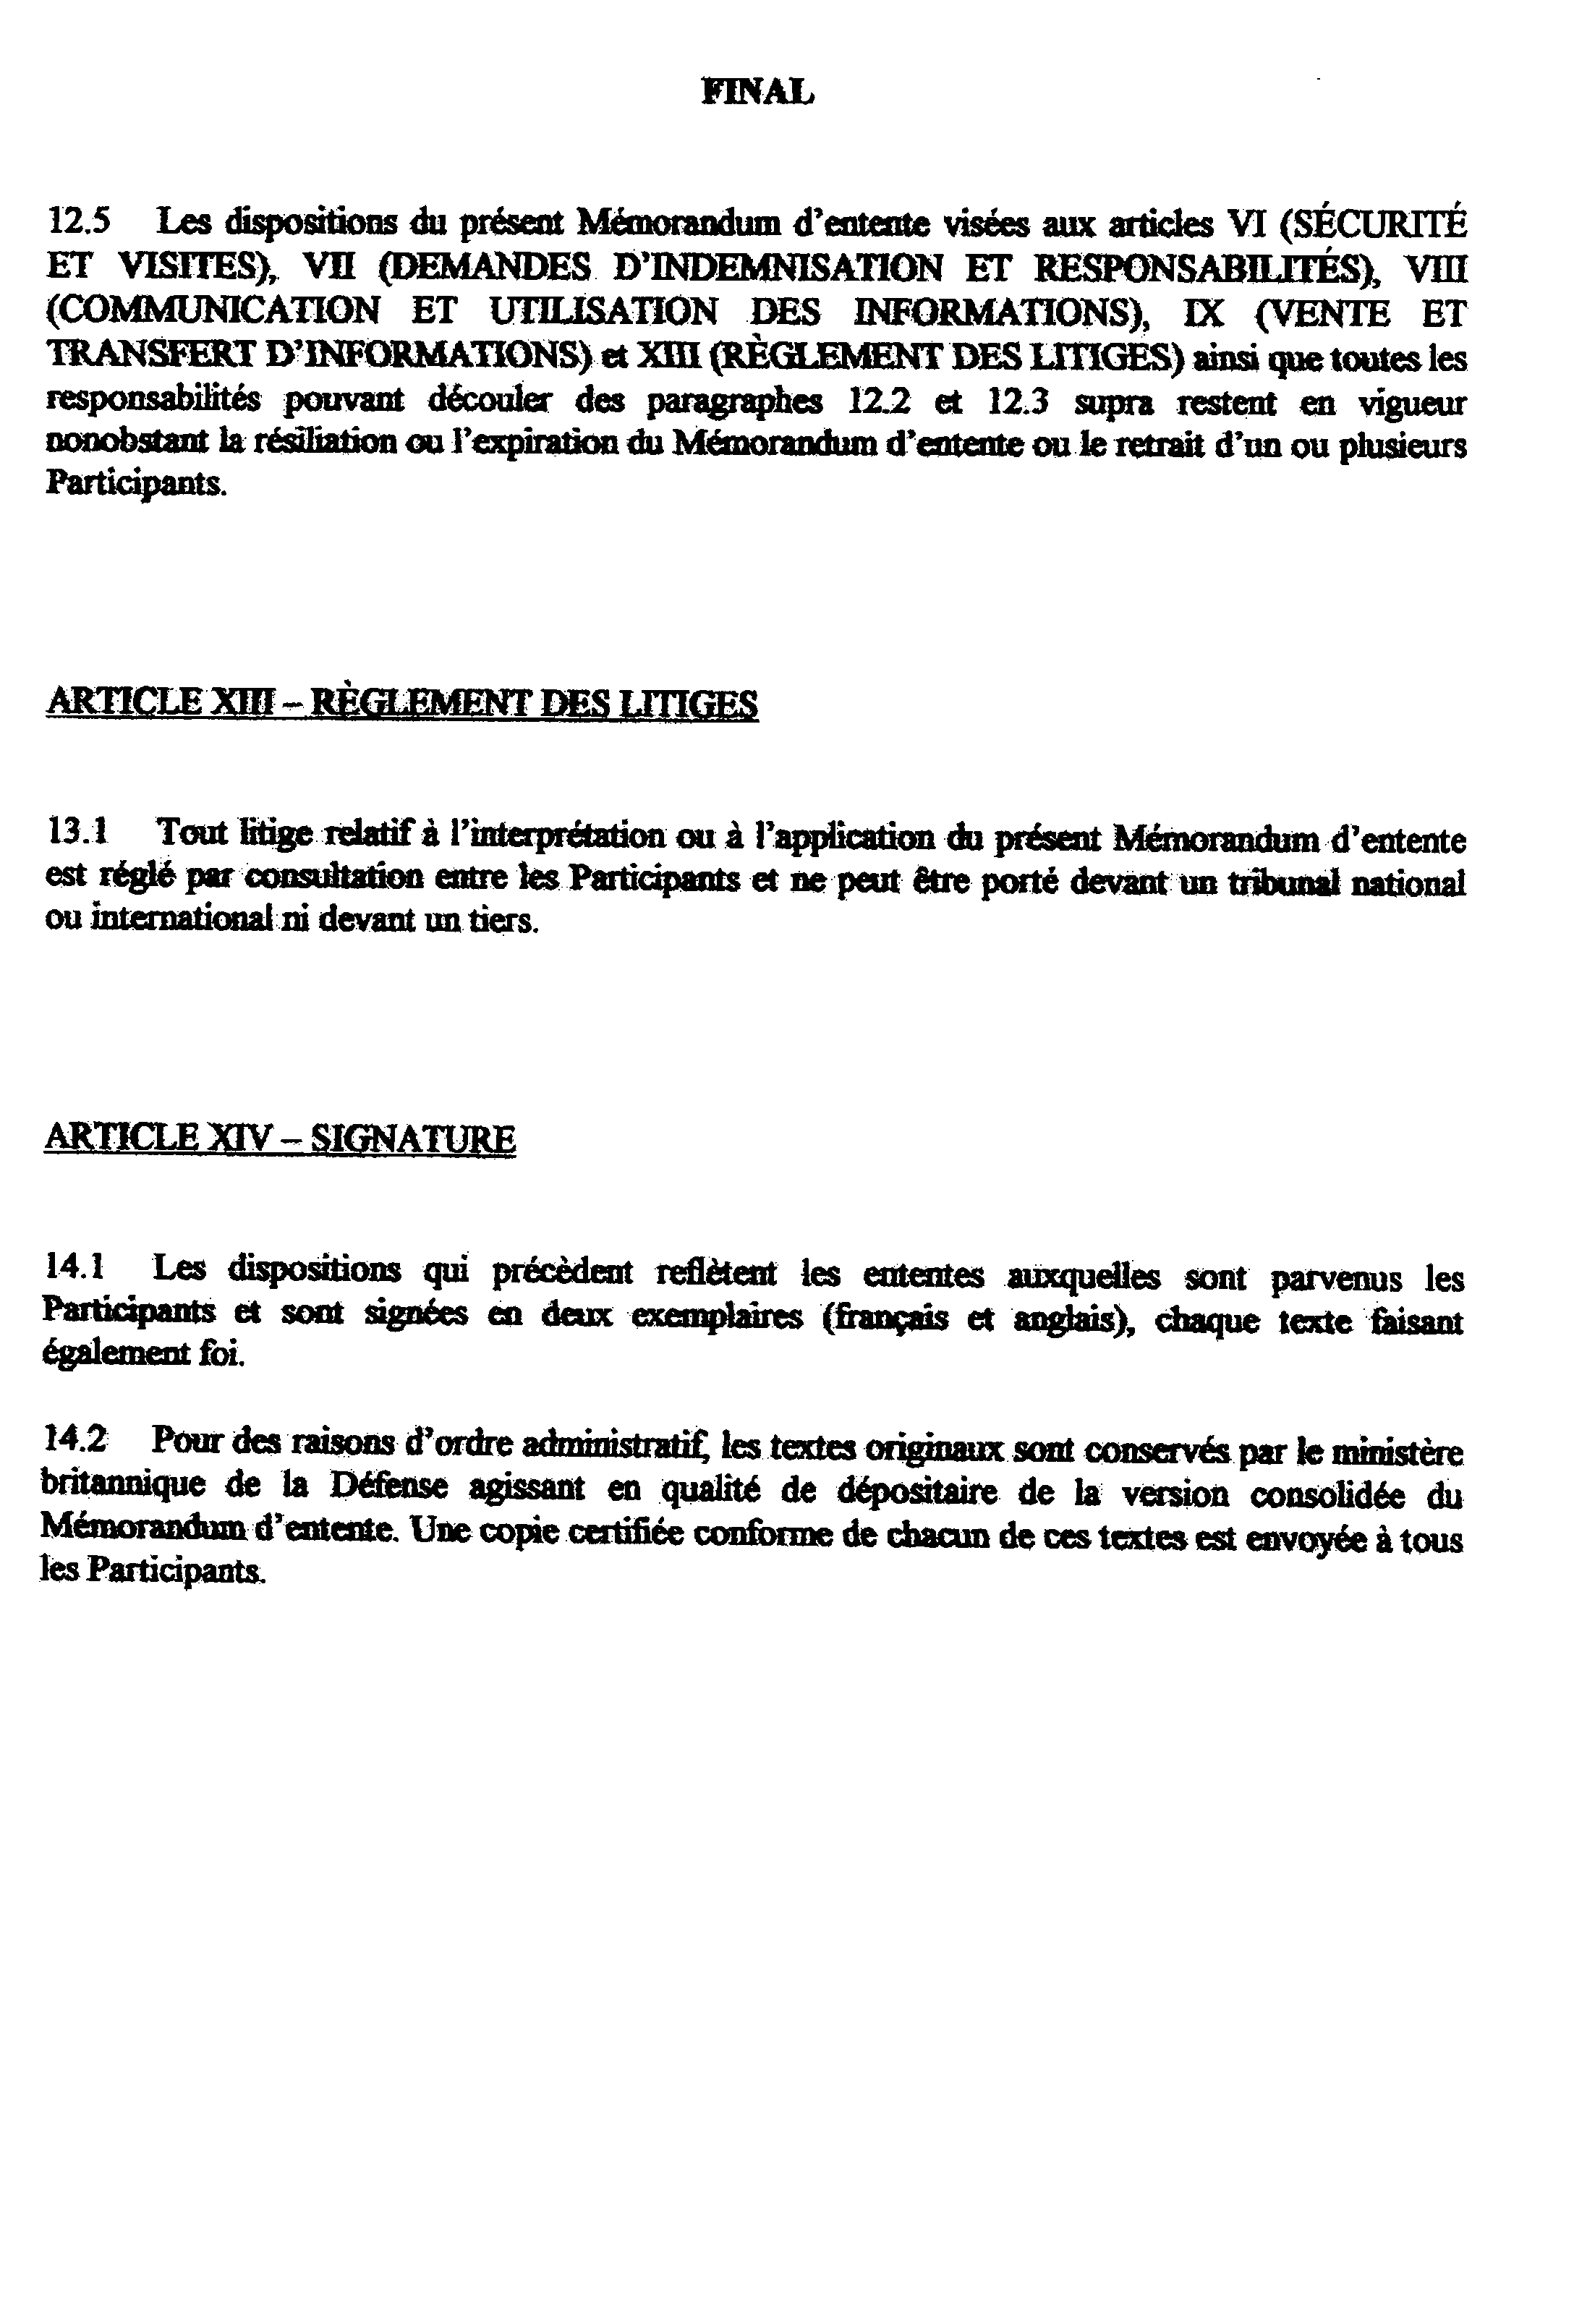 FINAL
12.5 Les dispositions du présent Mémorandum d'entente visées aux articles VI (SÉCURITÉ
ET VISITES), VII (DEMANDES D'INDEMNISATION ET RESPONSABILITÉS), VIII
(COMMUNICATION ET UTILISATION DES INFORMATIONS), IX (VENTE ET
TRANSFERT D'INFORMATIONS) et XIII (RÈGLEMENT DES LITIGES) ainsi que toutes les
responsabilités pouvant découler des paragraphes 12.2 et 12.3 supra restent en vigueur
nonobstant la résiliation ou l'expiration du Mémorandum d'entente ou le retrait d'un ou plusieurs
Participants.
ARTICLE XIII – RÈGLEMENT DES LITIGES
13.1 Tout litige relatif à l'interprétation ou à l'application du présent Mémorandum d'entente
est réglé par consultation entre les Participants et ne peut être porté devant un tribunal national
ou international ni devant un tiers.
ARTICLE XIV – SIGNATURE
14.1 Les dispositions qui précèdent reflètent les ententes auxquelles sont parvenus les
Participants et sont signées en deux exemplaires (français et anglais), chaque texte faisant
également foi.
14.2 Pour des raisons d'ordre administratif, les textes originaux sont conservés par le ministère
britannique de la Défense agissant en qualité de dépositaire de la version consolidée du
Mémorandum d'entente. Une copie certifiée conforme de chacun de ces textes est envoyée à tous
les Participants.